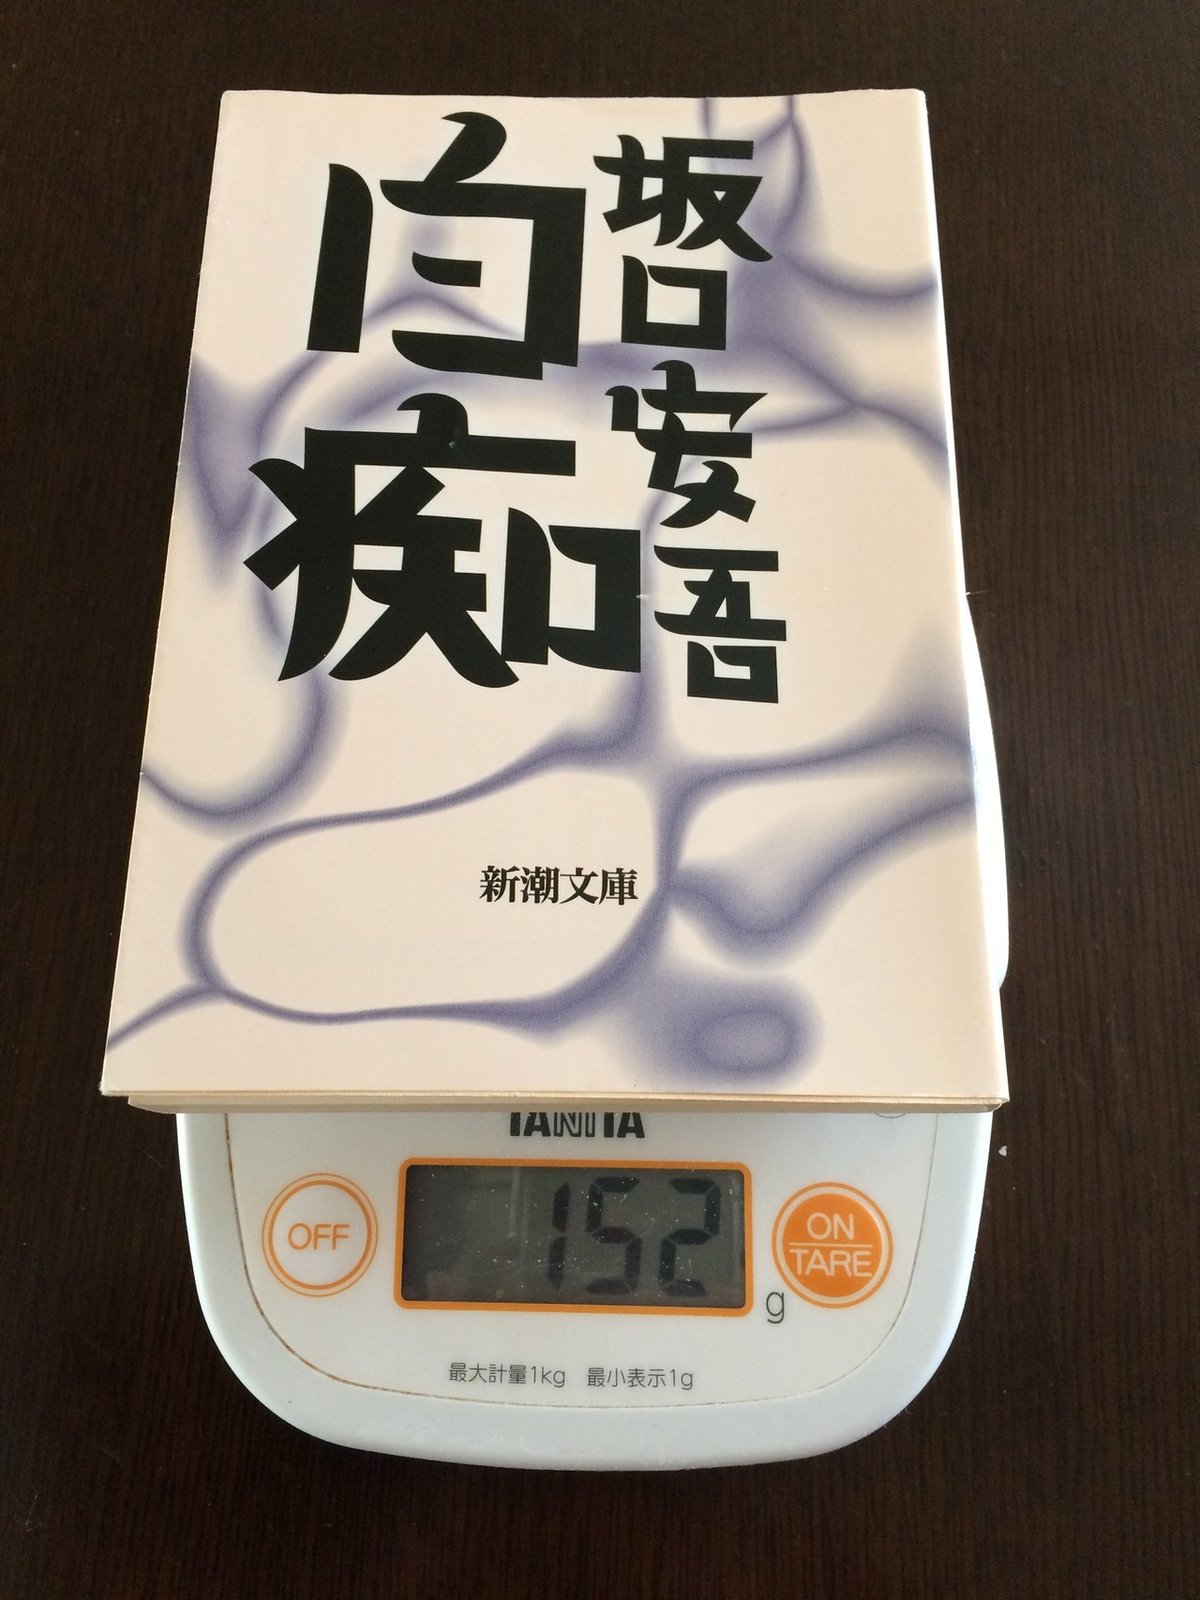 坂口安吾
白痴
新潮文庫
TANITA
OFF
152
g
ON
TARE
最大計量1kg 最小表示1g